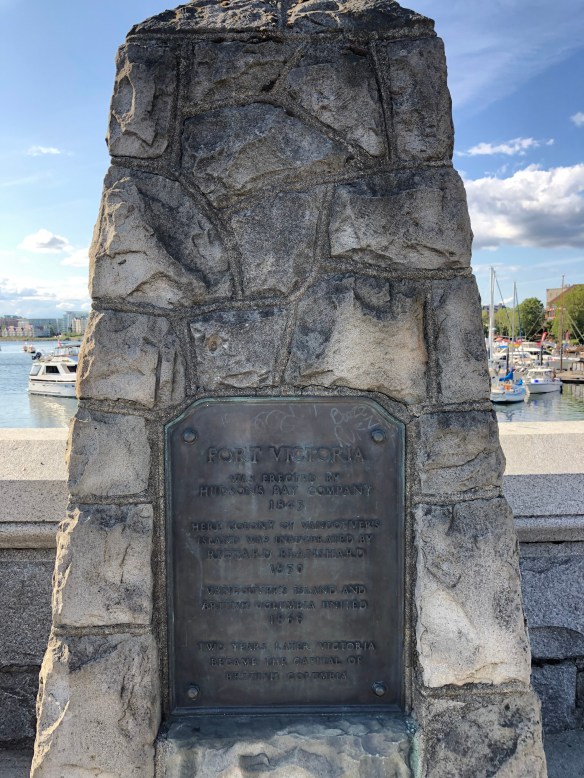 FORT VICTORIA
WAS ERECTED BY
HUDSON'S BAY COMPANY
1843
HERE COLONY OF VANCOUVER'S
ISLAND WAS INAUGURATED BY
RICHARD BLANSHARD
1850
VANCOUVER'S ISLAND AND
BRITISH COLUMBIA UNITED
1866
TWO YEARS LATER VICTORIA
BECAME THE CAPITAL OF
BRITISH COLUMBIA